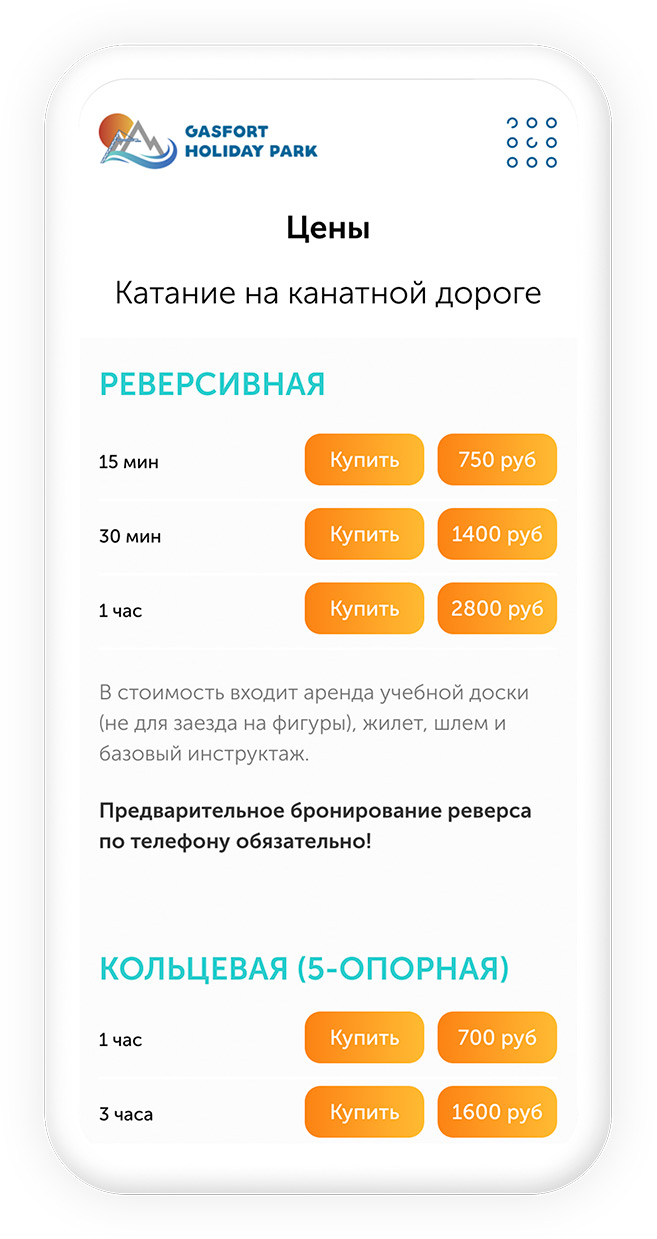 GASFORT
HOLIDAY PARK
Цены
Катание на канатной дороге
РЕВЕРСИВНАЯ
15 мин Купить 750 руб
30 мин Купить 1400 руб
1 час Купить 2800 руб
В стоимость входит аренда учебной доски
(не для заезда на фигуры), жилет, шлем и
базовый инструктаж.
Предварительное бронирование реверса
по телефону обязательно!
КОЛЬЦЕВАЯ (5-ОПОРНАЯ)
1 час Купить 700 руб
3 часа Купить 1600 руб